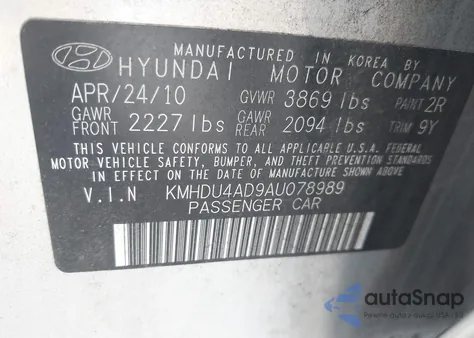 MANUFACTURED IN KOREA BY
HYUNDAI MOTOR COMPANY
APR/24/10 GVWR 3869 lbs PAINT 2R
GAWR FRONT 2227 lbs GAWR REAR 2094 lbs TRIM 9Y
THIS VEHICLE CONFORMS TO ALL APPLICABLE U.S.A. FEDERAL
MOTOR VEHICLE SAFETY, BUMPER, AND THEFT PREVENTION STANDARDS
IN EFFECT ON THE DATE OF MANUFACTURE SHOWN ABOVE.
V.I.N KMHDU4AD9AU078989
PASSENGER CAR
autoSnap